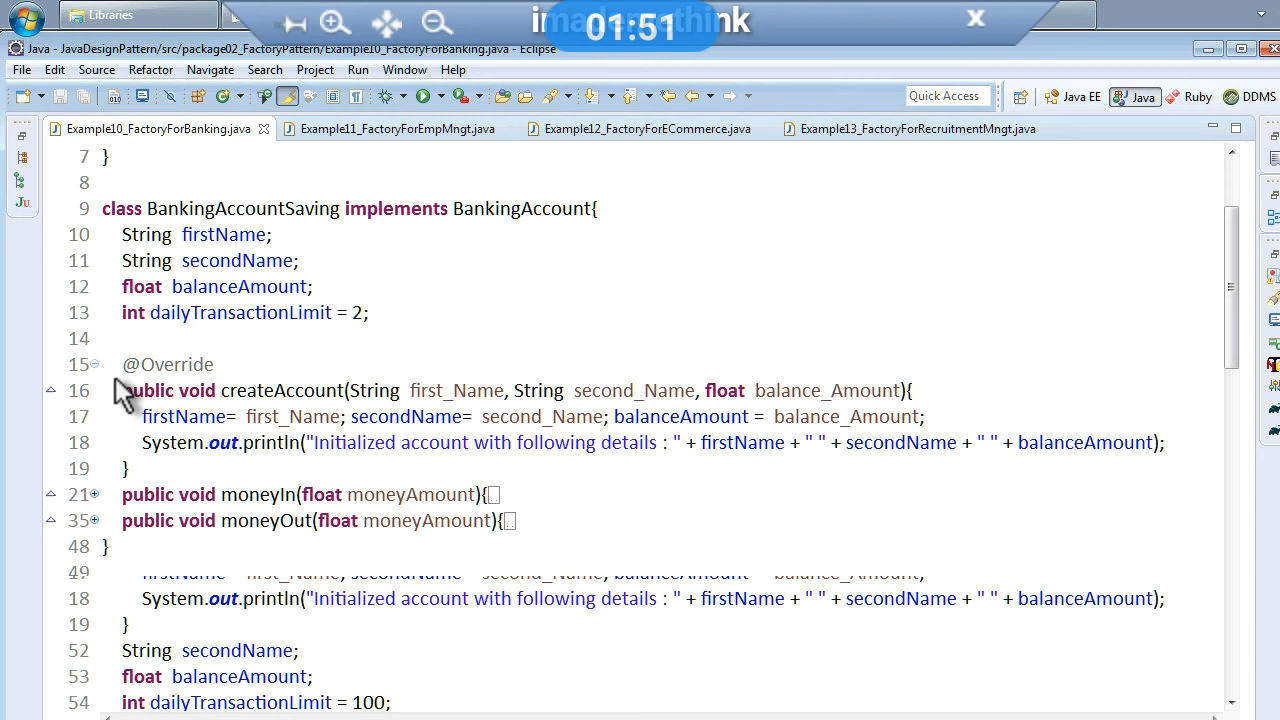 Libraries
01:51
Java - JavaDesignPattern/src/package02_FactoryPattern/Example10_FactoryForBanking.java - Eclipse
File Edit Source Refactor Navigate Search Project Run Window Help
Quick Access Java EE Java Ruby DDMS
Example10_FactoryForBanking.java Example11_FactoryForEmpMngt.java Example12_FactoryForECommerce.java Example13_FactoryForRecruitmentMngt.java
7 }
8
9 class BankingAccountSaving implements BankingAccount{
10 String firstName;
11 String secondName;
12 float balanceAmount;
13 int dailyTransactionLimit = 2;
14
15 @Override
16 public void createAccount(String first_Name, String second_Name, float balance_Amount){
17 firstName= first_Name; secondName= second_Name; balanceAmount = balance_Amount;
18 System.out.println("Initialized account with following details : " + firstName + " " + secondName + " " + balanceAmount);
19 }
21 public void moneyIn(float moneyAmount){
35 public void moneyOut(float moneyAmount){
48 }
49
18 System.out.println("Initialized account with following details : " + firstName + " " + secondName + " " + balanceAmount);
19 }
52 String secondName;
53 float balanceAmount;
54 int dailyTransactionLimit = 100;